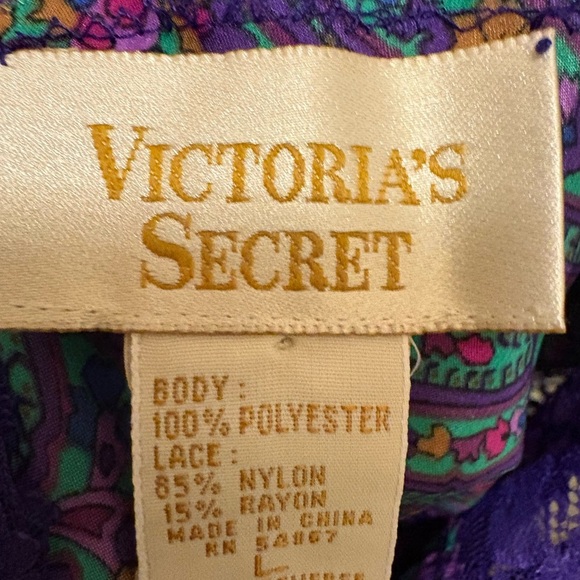 VICTORIA'S
SECRET
BODY:
100% POLYESTER
LACE:
85% NYLON
15% RAYON
MADE IN CHINA
RN 54867
L